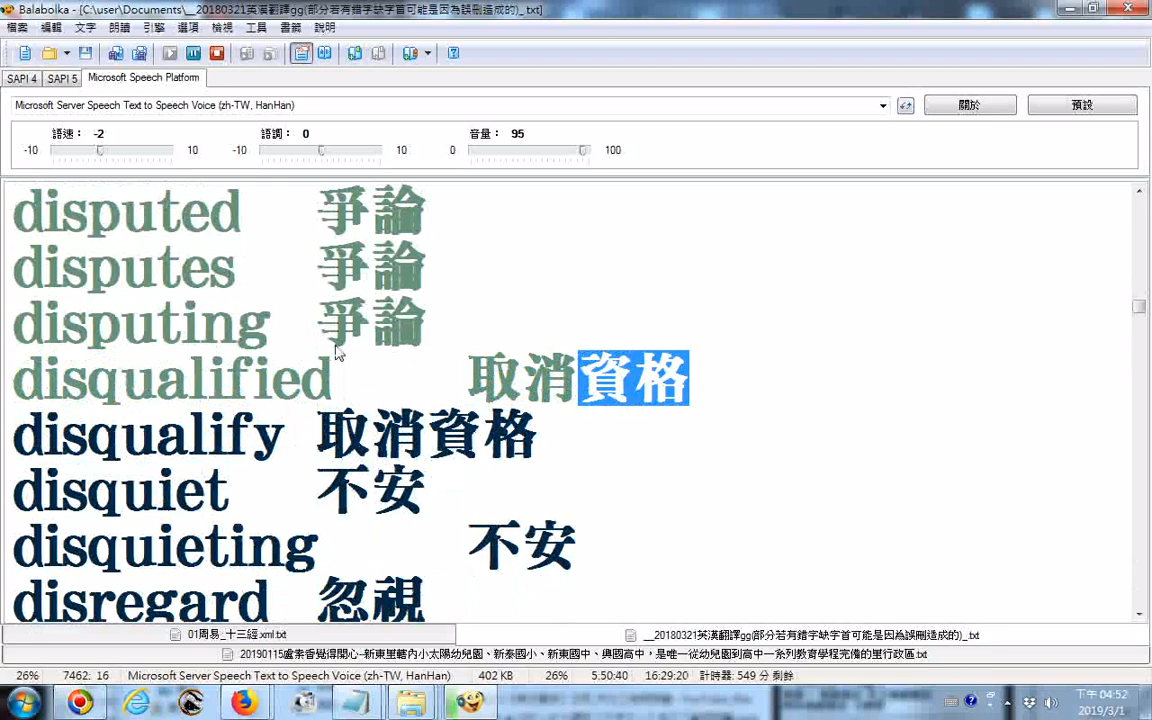 Balabolka - [C:\user\Documents\__20180321英漢翻譯gg(部分若有錯字缺字首可能是因為誤刪造成的)_.txt]
檔案 編輯 文字 朗讀 引擎 選項 檢視 工具 書籤 說明
SAPI 4 SAPI 5 Microsoft Speech Platform
Microsoft Server Speech Text to Speech Voice (zh-TW, HanHan) 關於 預設
語速： -2 語調： 0 音量： 95
-10 10 -10 10 0 100
disputed 爭論
disputes 爭論
disputing 爭論
disqualified 取消資格
disqualify 取消資格
disquiet 不安
disquieting 不安
disregard 忽視
01周易_十三經.xml.txt __20180321英漢翻譯gg(部分若有錯字缺字首可能是因為誤刪造成的)_.txt
20190115盧素香覺得開心-新東里轄內小太陽幼兒園、新泰國小、新東國中、興國高中，是唯一從幼兒園到高中一系列教育學程完備的里行政區.txt
26% 7462: 16 Microsoft Server Speech Text to Speech Voice (zh-TW, HanHan) 402 KB 26% 5:50:40 16:29:20 計時器: 549 分 剩餘
下午 04:52
2019/3/1